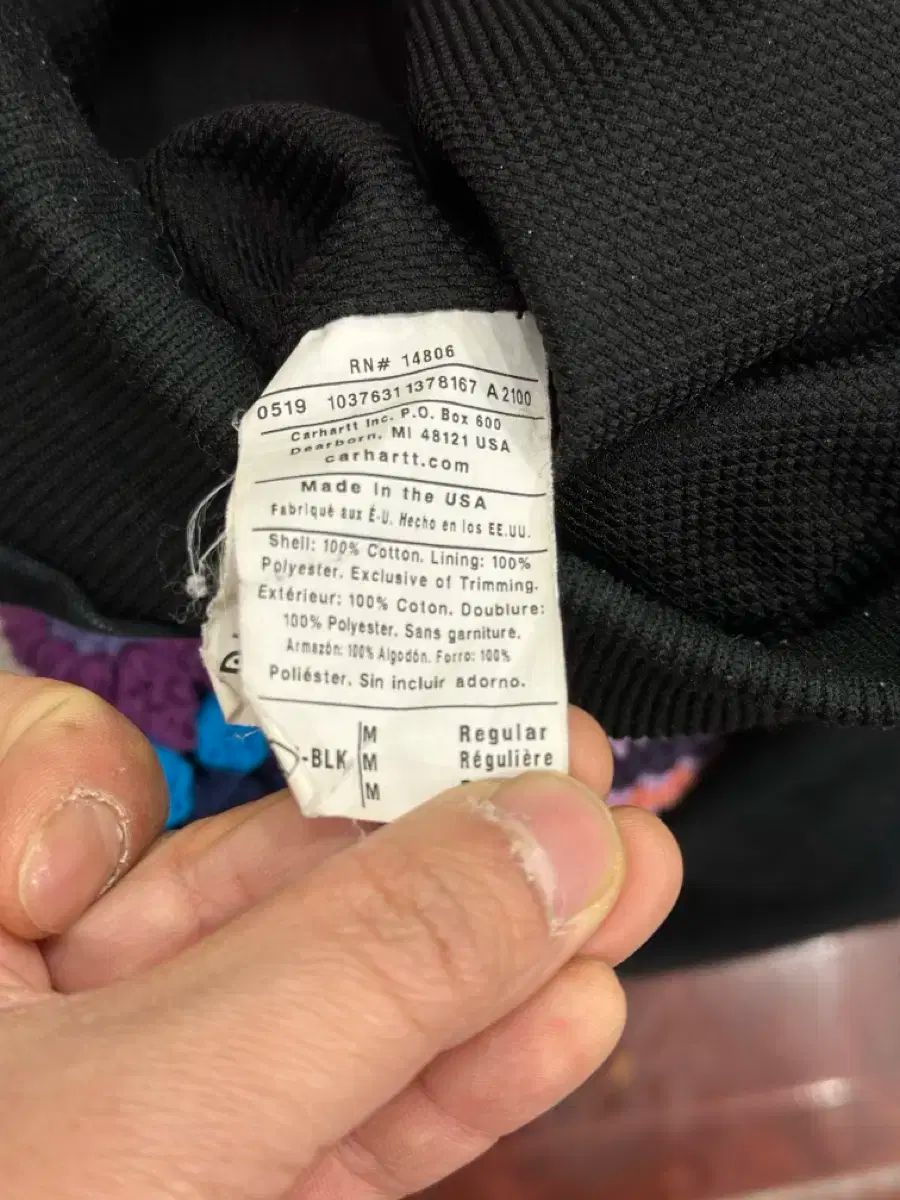 RN# 14806
0519 1037631 1378167 A 2100
Carhartt Inc. P.O. Box 600
Dearborn, MI 48121 USA
carhartt.com
Made in the USA
Fabriqué aux É-U. Hecho en los EE.UU.
Shell: 100% Cotton. Lining: 100%
Polyester. Exclusive of Trimming.
Extérieur: 100% Coton. Doublure:
100% Polyester. Sans garniture.
Armazón: 100% Algodón. Forro: 100%
Poliéster. Sin incluir adorno.
M Regular
-BLK M Régulière
M